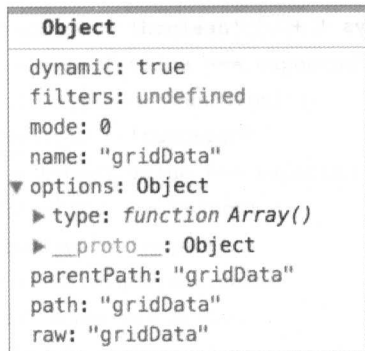 Object
dynamic: true
filters: undefined
mode: 0
name: "gridData"
▼ options: Object
▶ type: function Array()
▶ __proto__: Object
parentPath: "gridData"
path: "gridData"
raw: "gridData"